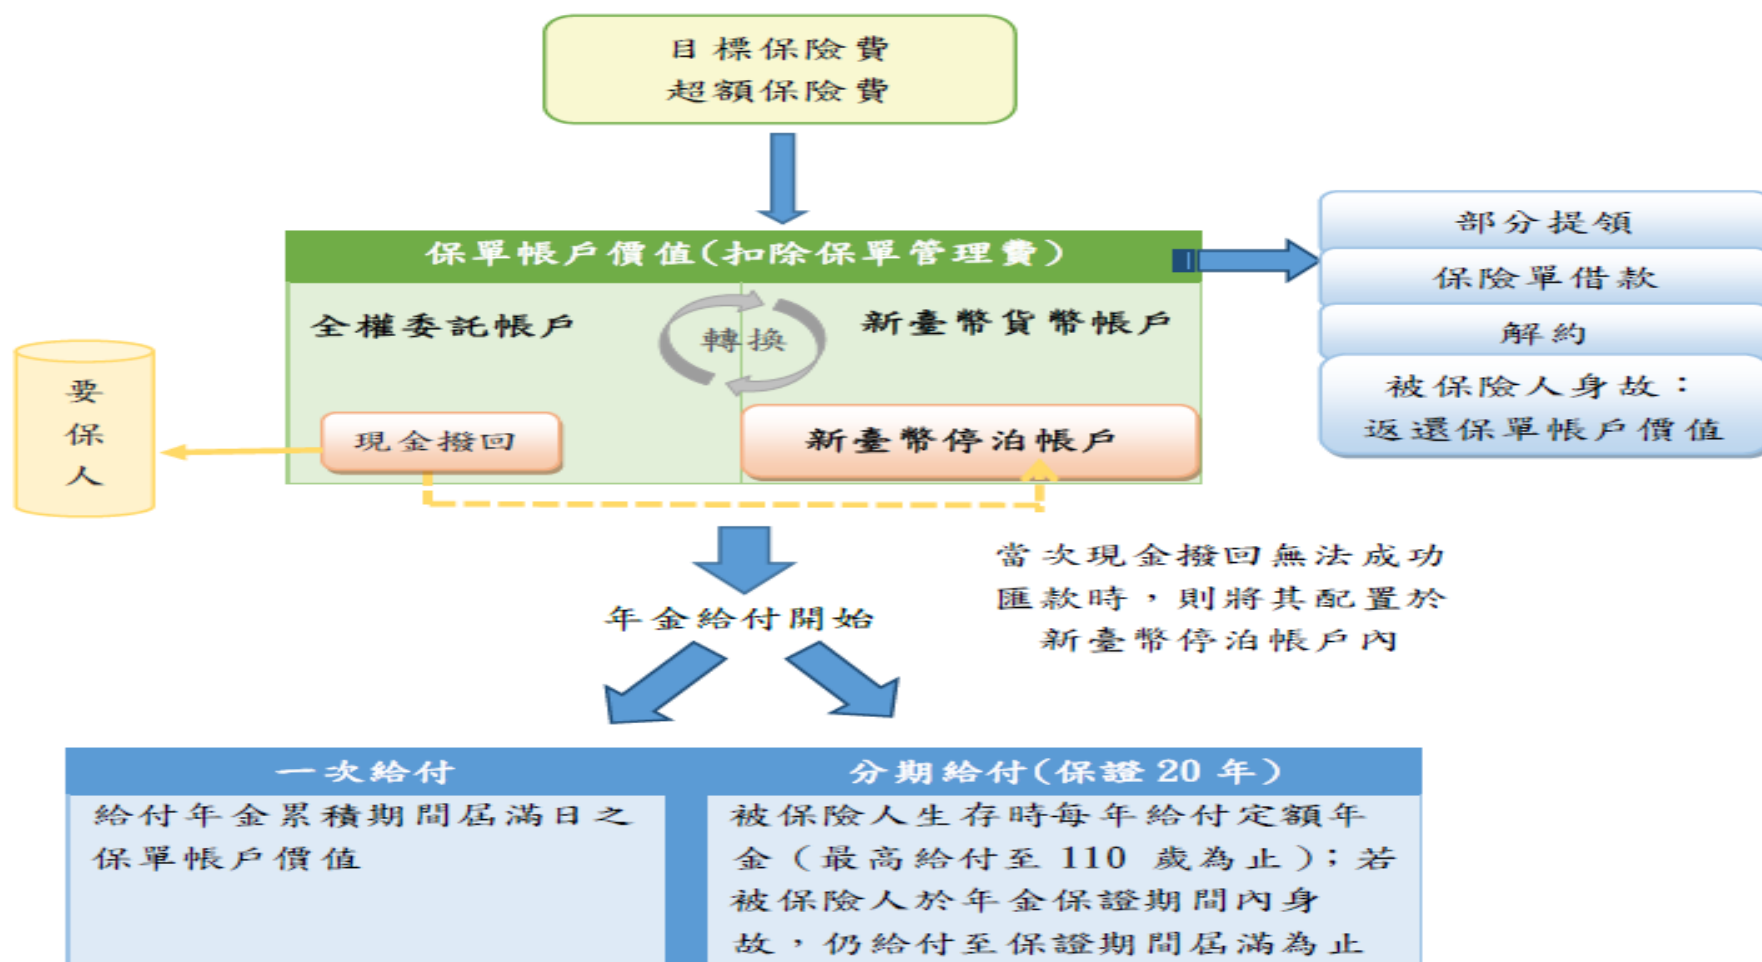 目標保險費
超額保險費
保單帳戶價值(扣除保單管理費)
部分提領
保險單借款
解約
被保險人身故：
返還保單帳戶價值
全權委託帳戶
轉換
新臺幣貨幣帳戶
要
保
人
現金撥回
新臺幣停泊帳戶
當次現金撥回無法成功
匯款時，則將其配置於
新臺幣停泊帳戶內
年金給付開始
一次給付
給付年金累積期間屆滿日之
保單帳戶價值
分期給付(保證 20 年)
被保險人生存時每年給付定額年
金（最高給付至 110 歲為止）；若
被保險人於年金保證期間內身
故，仍給付至保證期間屆滿為止